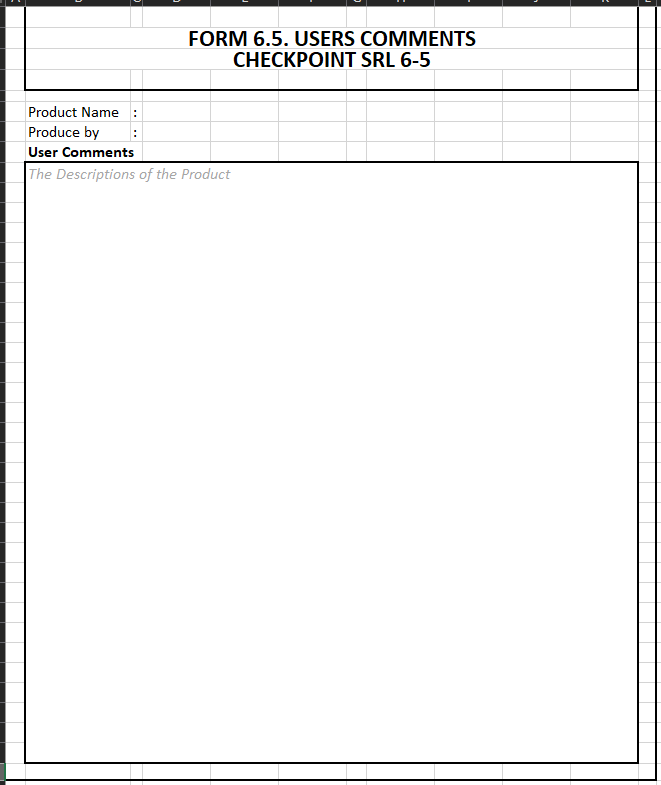 FORM 6.5. USERS COMMENTS
CHECKPOINT SRL 6-5
Product Name :
Produce by :
User Comments
The Descriptions of the Product